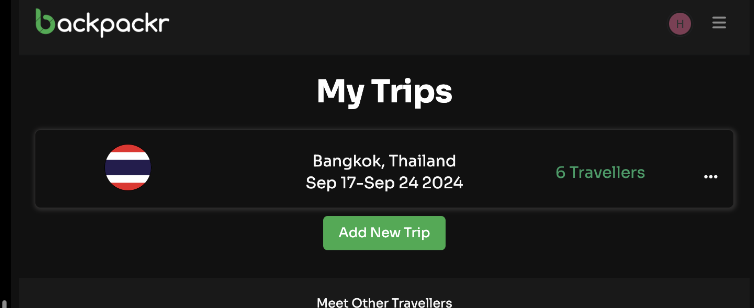 backpackr
H
My Trips
Bangkok, Thailand
Sep 17-Sep 24 2024
6 Travellers
...
Add New Trip
Meet Other Travellers